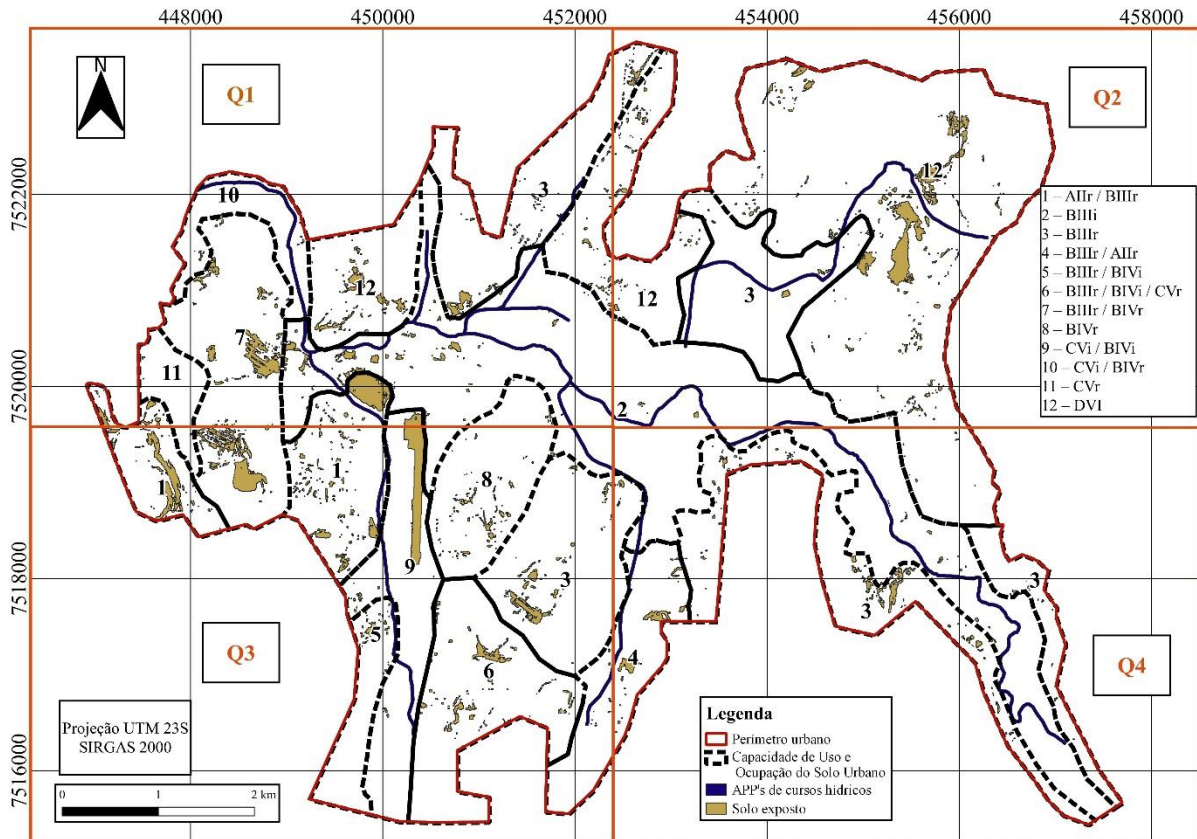 448000 450000 452000 454000 456000 458000
N
Q1
Q2
7522000
7520000
7518000
7516000
10
3
12
12
12
3
7
11
2
1
1
8
9
3
3
3
5
6
4
1 – AIIr / BIIIr
2 – BIIIi
3 – BIIIr
4 – BIIIr / AIIr
5 – BIIIr / BIVi
6 – BIIIr / BIVi / CVr
7 – BIIIr / BIVr
8 – BIVr
9 – CVi / BIVi
10 – CVi / BIVr
11 – CVr
12 – DVI
Q3
Q4
Projeção UTM 23S
SIRGAS 2000
0 1 2 km
Legenda
Perímetro urbano
Capacidade de Uso e
Ocupação do Solo Urbano
APP's de cursos hídricos
Solo exposto